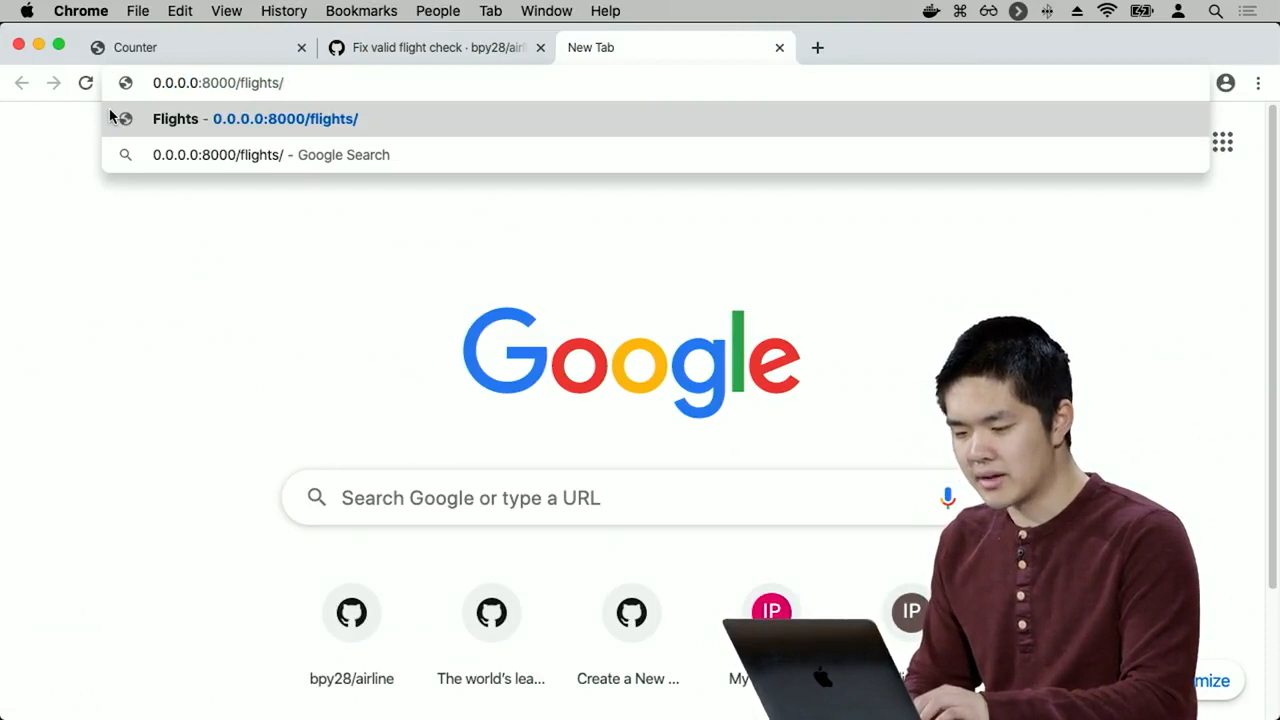 Chrome File Edit View History Bookmarks People Tab Window Help
Counter
Fix valid flight check · bpy28/airli
New Tab
0.0.0.0:8000/flights/
Flights - 0.0.0.0:8000/flights/
0.0.0.0:8000/flights/ - Google Search
Google
Search Google or type a URL
IP IP
bpy28/airline The world's lea... Create a New ... My
mize